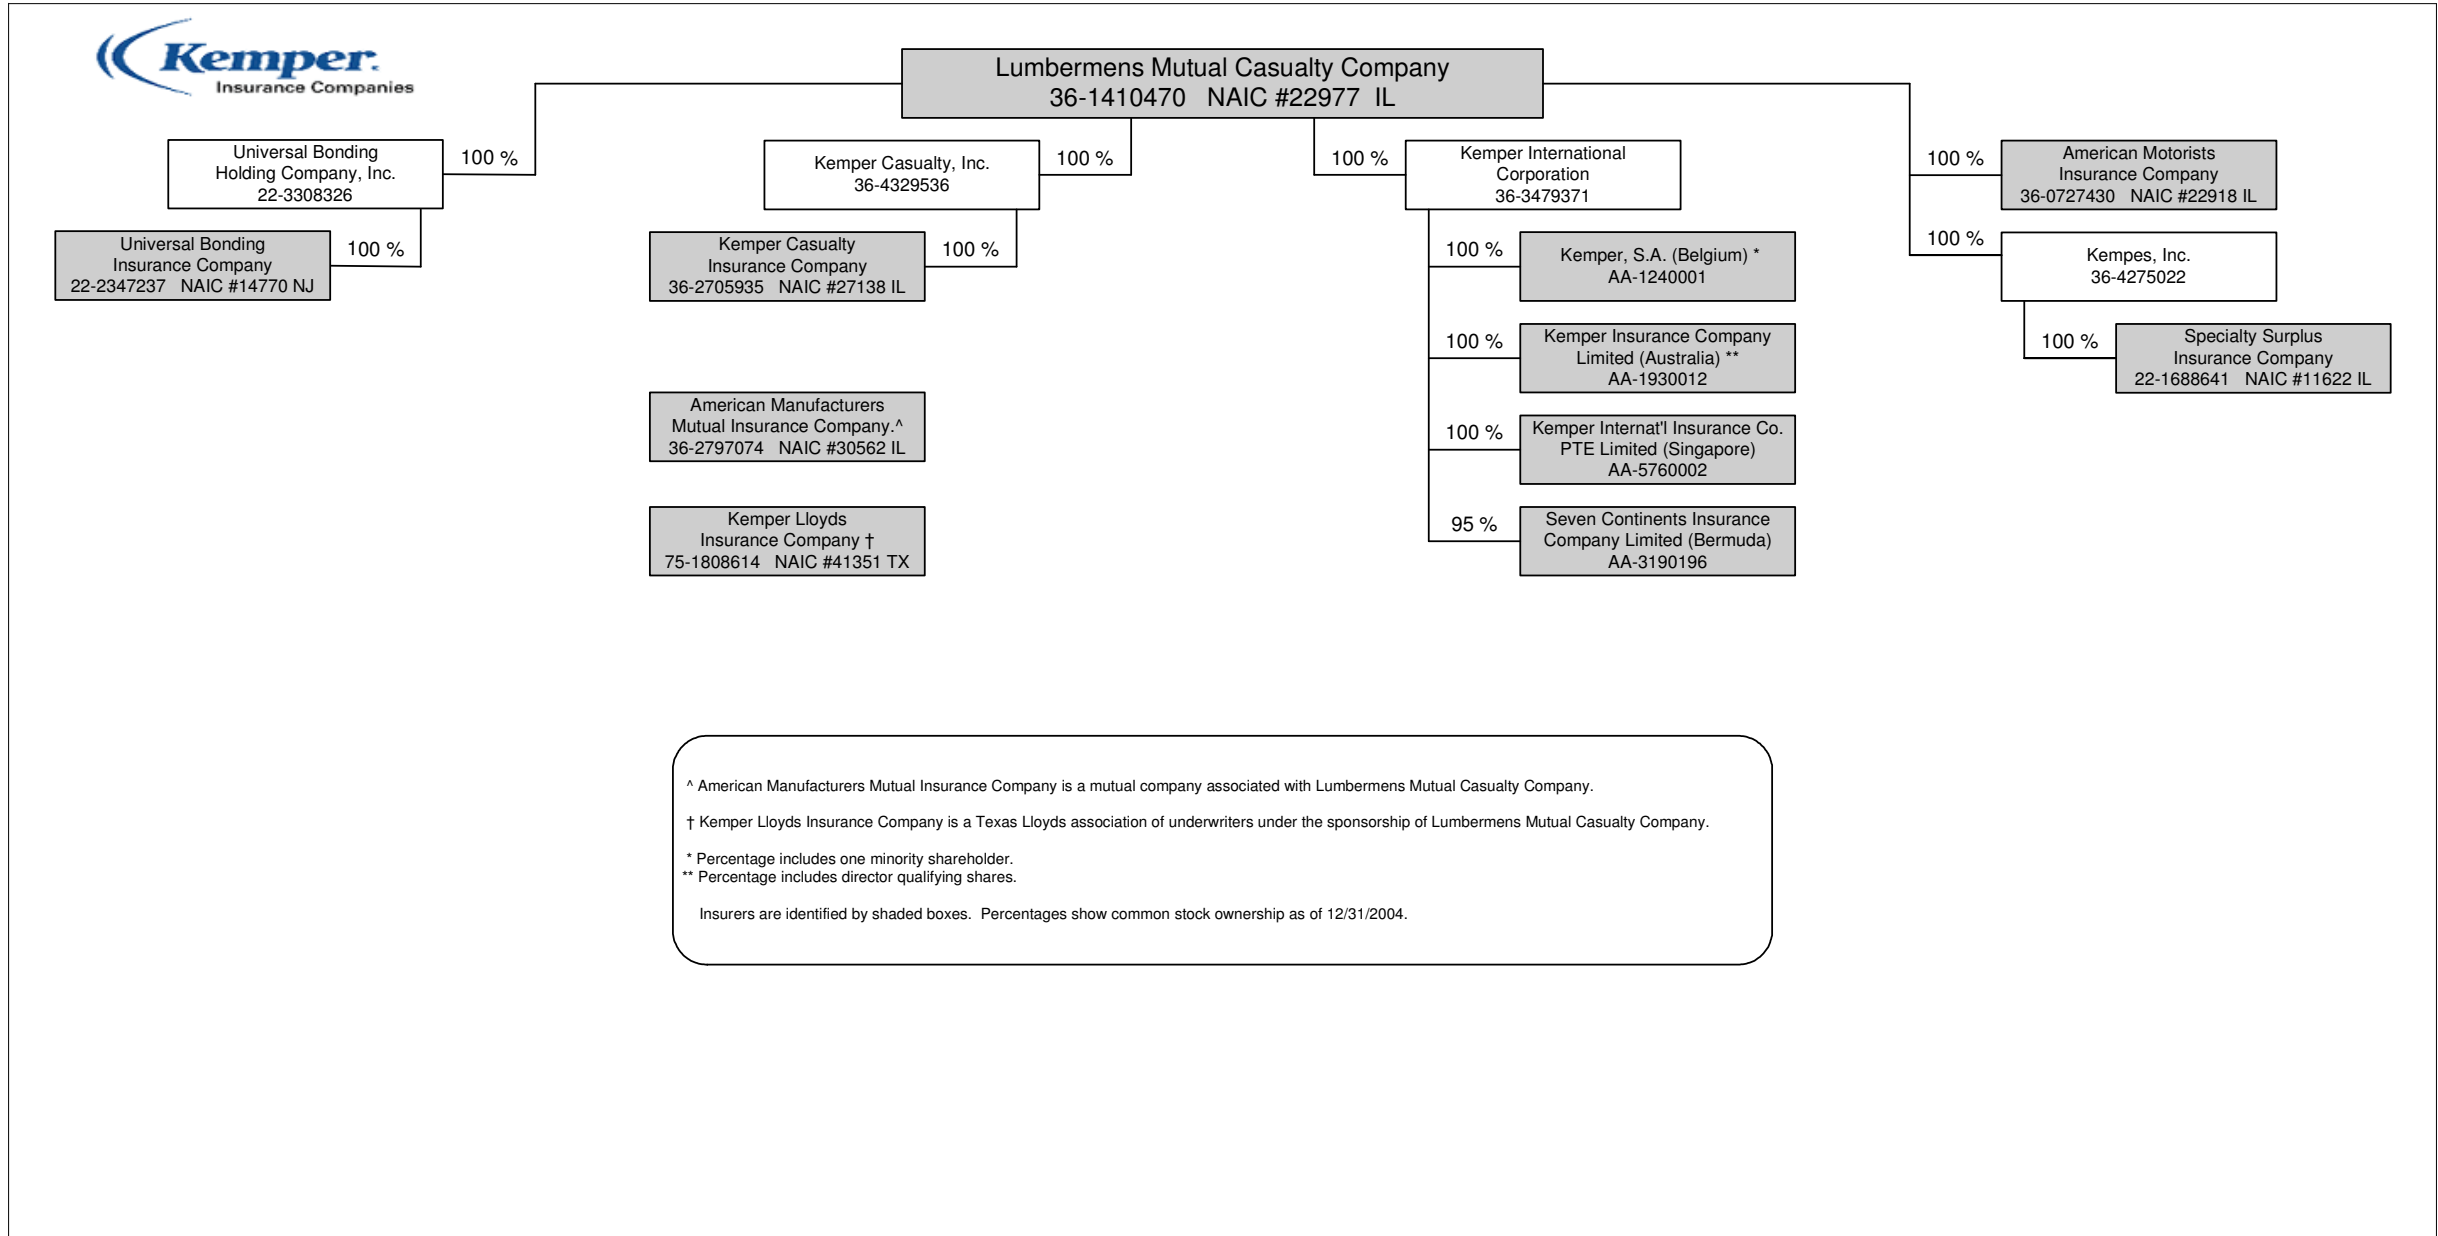 Kemper.
Insurance Companies
Lumbermens Mutual Casualty Company
36-1410470 NAIC #22977 IL
Universal Bonding
Holding Company, Inc.
22-3308326
100 %
Universal Bonding
Insurance Company
22-2347237 NAIC #14770 NJ
100 %
Kemper Casualty, Inc.
36-4329536
100 %
Kemper Casualty
Insurance Company
36-2705935 NAIC #27138 IL
100 %
American Manufacturers
Mutual Insurance Company.^
36-2797074 NAIC #30562 IL
Kemper Lloyds
Insurance Company †
75-1808614 NAIC #41351 TX
100 %
Kemper International
Corporation
36-3479371
100 %
Kemper, S.A. (Belgium) *
AA-1240001
100 %
Kemper Insurance Company
Limited (Australia) **
AA-1930012
100 %
Kemper Internat'l Insurance Co.
PTE Limited (Singapore)
AA-5760002
95 %
Seven Continents Insurance
Company Limited (Bermuda)
AA-3190196
100 %
American Motorists
Insurance Company
36-0727430 NAIC #22918 IL
100 %
Kempes, Inc.
36-4275022
100 %
Specialty Surplus
Insurance Company
22-1688641 NAIC #11622 IL
^ American Manufacturers Mutual Insurance Company is a mutual company associated with Lumbermens Mutual Casualty Company.
† Kemper Lloyds Insurance Company is a Texas Lloyds association of underwriters under the sponsorship of Lumbermens Mutual Casualty Company.
* Percentage includes one minority shareholder.
** Percentage includes director qualifying shares.
Insurers are identified by shaded boxes. Percentages show common stock ownership as of 12/31/2004.